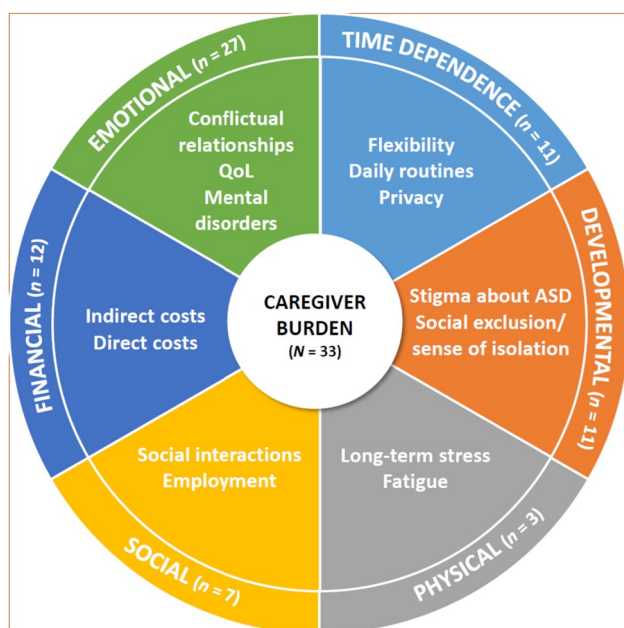 EMOTIONAL (n = 27)
Conflictual
relationships
QoL
Mental
disorders
TIME DEPENDENCE (n = 11)
Flexibility
Daily routines
Privacy
DEVELOPMENTAL (n = 11)
Stigma about ASD
Social exclusion/
sense of isolation
PHYSICAL (n = 3)
Long-term stress
Fatigue
SOCIAL (n = 7)
Social interactions
Employment
FINANCIAL (n = 12)
Indirect costs
Direct costs
CAREGIVER
BURDEN
(N = 33)